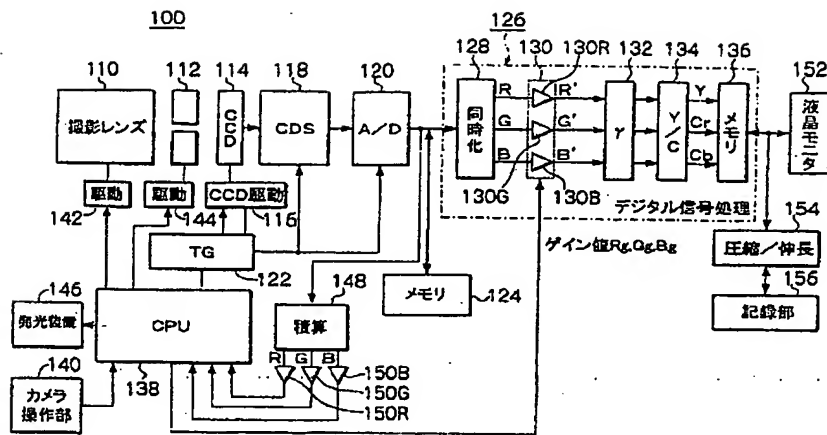 100
126
110
112
114
118
120
128
130
130R
132
134
136
152
撮影レンズ
CCD
CDS
A/D
同時化
R
R'
G
G'
B
B'
γ
Y/C
Y
Cr
Cb
メモリ
液晶モニタ
130G
130B
デジタル信号処理
駆動
142
駆動
144
CCD駆動
116
TG
122
ゲイン値Rg,Gg,Bg
154
圧縮/伸長
146
発光装置
CPU
138
148
積算
メモリ
124
156
記録部
140
カメラ
操作部
R
G
B
150B
150G
150R